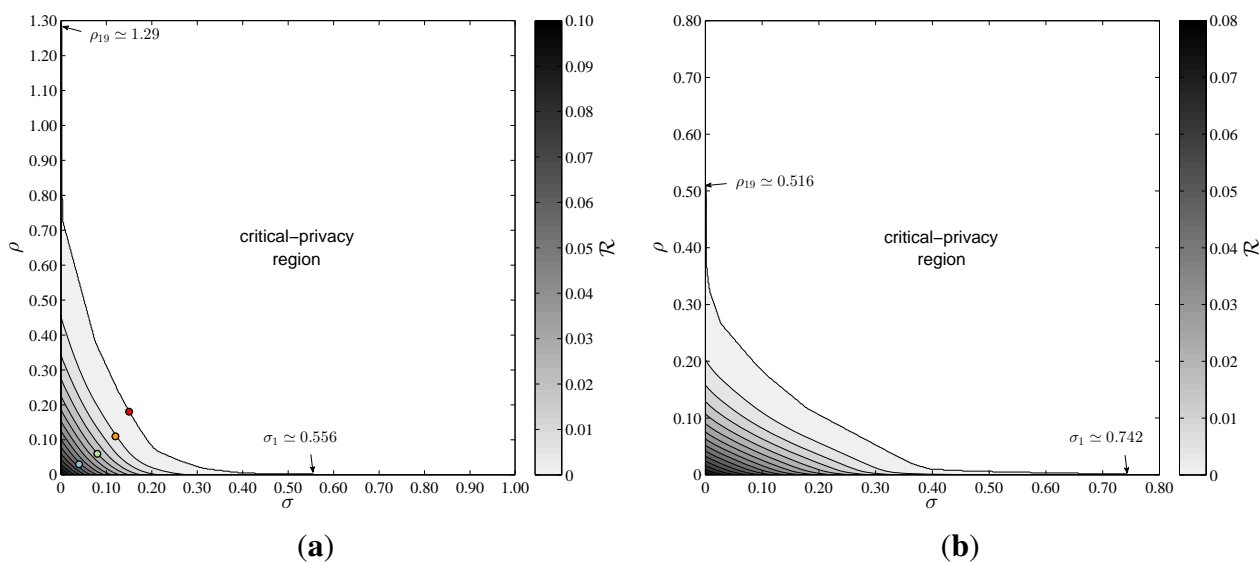 1.30
1.20
1.10
1.00
0.90
0.80
0.70
0.60
0.50
0.40
0.30
0.20
0.10
0
ρ
ρ₁₉ ≃ 1.29
critical−privacy
region
σ₁ ≃ 0.556
0 0.10 0.20 0.30 0.40 0.50 0.60 0.70 0.80 0.90 1.00
σ
0.10
0.09
0.08
0.07
0.06
0.05
0.04
0.03
0.02
0.01
0
ℛ
(a)
0.80
0.70
0.60
0.50
0.40
0.30
0.20
0.10
0
ρ
ρ₁₉ ≃ 0.516
critical−privacy
region
σ₁ ≃ 0.742
0 0.10 0.20 0.30 0.40 0.50 0.60 0.70 0.80
σ
0.08
0.07
0.06
0.05
0.04
0.03
0.02
0.01
0
ℛ
(b)